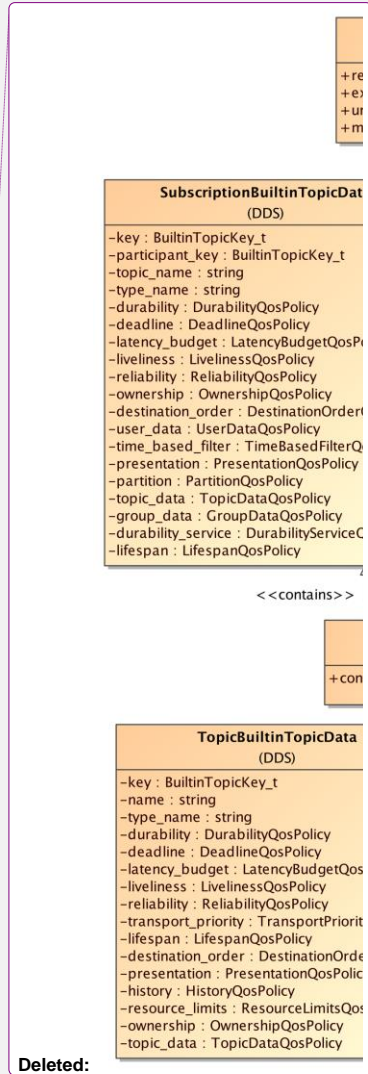 +re
+ex
+un
+m
SubscriptionBuiltinTopicDat
(DDS)
-key : BuiltinTopicKey_t
-participant_key : BuiltinTopicKey_t
-topic_name : string
-type_name : string
-durability : DurabilityQosPolicy
-deadline : DeadlineQosPolicy
-latency_budget : LatencyBudgetQosPo
-liveliness : LivelinessQosPolicy
-reliability : ReliabilityQosPolicy
-ownership : OwnershipQosPolicy
-destination_order : DestinationOrder
-user_data : UserDataQosPolicy
-time_based_filter : TimeBasedFilterQo
-presentation : PresentationQosPolicy
-partition : PartitionQosPolicy
-topic_data : TopicDataQosPolicy
-group_data : GroupDataQosPolicy
-durability_service : DurabilityServiceQ
-lifespan : LifespanQosPolicy
<<contains>>
+con
TopicBuiltinTopicData
(DDS)
-key : BuiltinTopicKey_t
-name : string
-type_name : string
-durability : DurabilityQosPolicy
-deadline : DeadlineQosPolicy
-latency_budget : LatencyBudgetQos
-liveliness : LivelinessQosPolicy
-reliability : ReliabilityQosPolicy
-transport_priority : TransportPriorit
-lifespan : LifespanQosPolicy
-destination_order : DestinationOrde
-presentation : PresentationQosPolic
-history : HistoryQosPolicy
-resource_limits : ResourceLimitsQos
-ownership : OwnershipQosPolicy
-topic_data : TopicDataQosPolicy
Deleted: